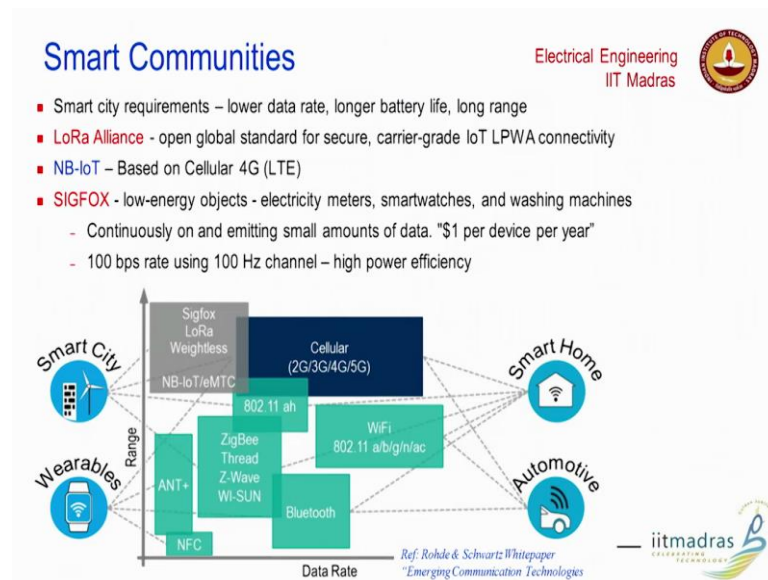 Smart Communities
Electrical Engineering
IIT Madras
▪ Smart city requirements – lower data rate, longer battery life, long range
▪ LoRa Alliance - open global standard for secure, carrier-grade IoT LPWA connectivity
▪ NB-IoT – Based on Cellular 4G (LTE)
▪ SIGFOX - low-energy objects - electricity meters, smartwatches, and washing machines
- Continuously on and emitting small amounts of data. "$1 per device per year”
- 100 bps rate using 100 Hz channel – high power efficiency
Smart City
Wearables
Range
Sigfox
LoRa
Weightless
NB-IoT/eMTC
Cellular
(2G/3G/4G/5G)
802.11 ah
WiFi
802.11 a/b/g/n/ac
ZigBee
Thread
Z-Wave
WI-SUN
ANT+
Bluetooth
NFC
Data Rate
Smart Home
Automotive
Ref: Rohde & Schwartz Whitepaper
“Emerging Communication Technologies
iitmadras
CELEBRATING
TECHNOLOGY